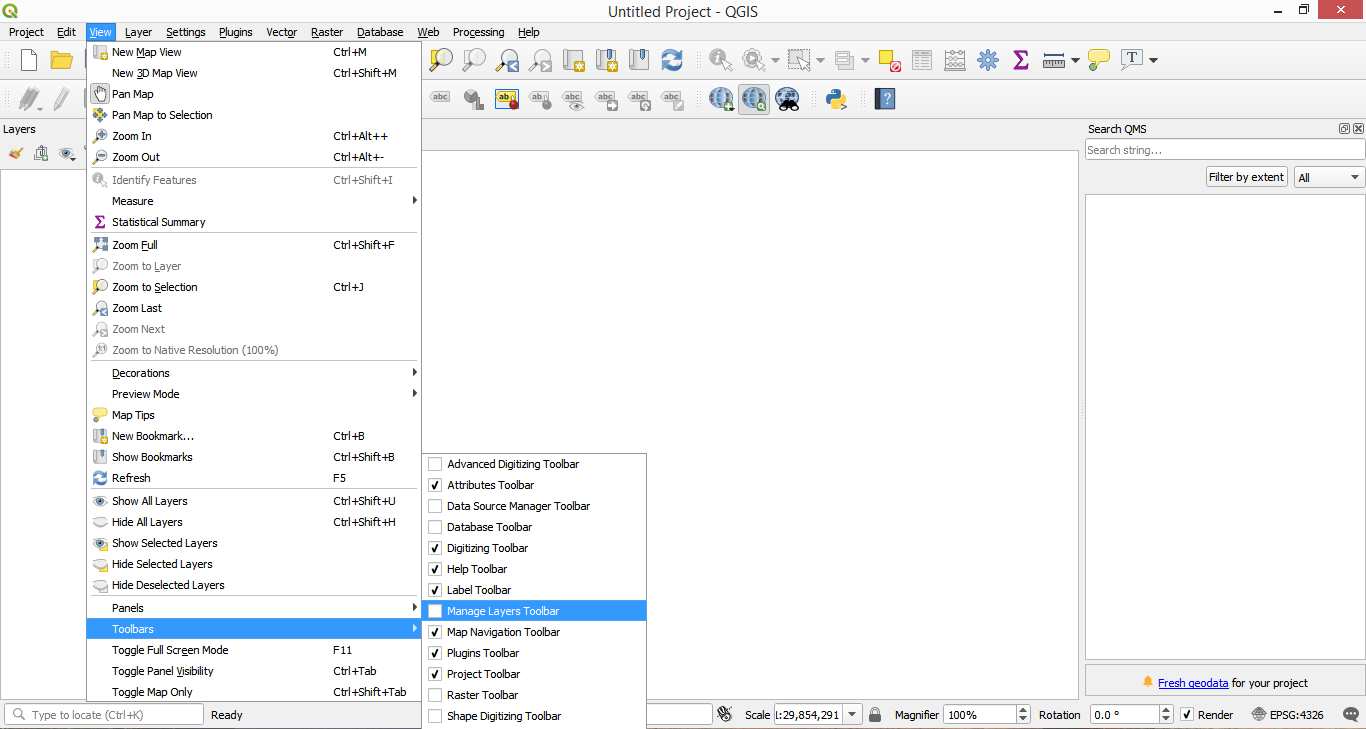 Untitled Project - QGIS
Project Edit View Layer Settings Plugins Vector Raster Database Web Processing Help
New Map View Ctrl+M
New 3D Map View Ctrl+Shift+M
Pan Map
Pan Map to Selection
Zoom In Ctrl+Alt++
Zoom Out Ctrl+Alt+-
Identify Features Ctrl+Shift+I
Measure
Statistical Summary
Zoom Full Ctrl+Shift+F
Zoom to Layer
Zoom to Selection Ctrl+J
Zoom Last
Zoom Next
Zoom to Native Resolution (100%)
Decorations
Preview Mode
Map Tips
New Bookmark... Ctrl+B
Show Bookmarks Ctrl+Shift+B
Refresh F5
Show All Layers Ctrl+Shift+U
Hide All Layers Ctrl+Shift+H
Show Selected Layers
Hide Selected Layers
Hide Deselected Layers
Panels
Toolbars
Toggle Full Screen Mode F11
Toggle Panel Visibility Ctrl+Tab
Toggle Map Only Ctrl+Shift+Tab
Advanced Digitizing Toolbar
Attributes Toolbar
Data Source Manager Toolbar
Database Toolbar
Digitizing Toolbar
Help Toolbar
Label Toolbar
Manage Layers Toolbar
Map Navigation Toolbar
Plugins Toolbar
Project Toolbar
Raster Toolbar
Shape Digitizing Toolbar
Layers
abc ab ab abc abc abc abc
Search QMS
Search string...
Filter by extent All
Fresh geodata for your project
Type to locate (Ctrl+K) Ready Scale 1:29,854,291 Magnifier 100% Rotation 0.0 ° Render EPSG:4326